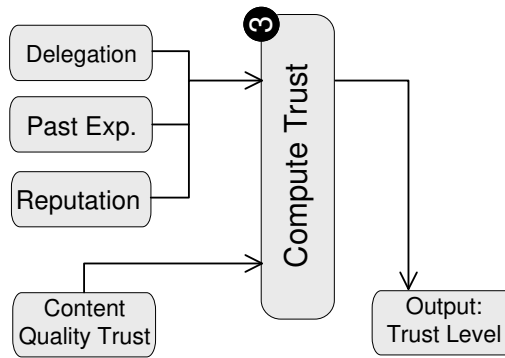 Delegation
Past Exp.
Reputation
Content
Quality Trust
3
Compute Trust
Output:
Trust Level